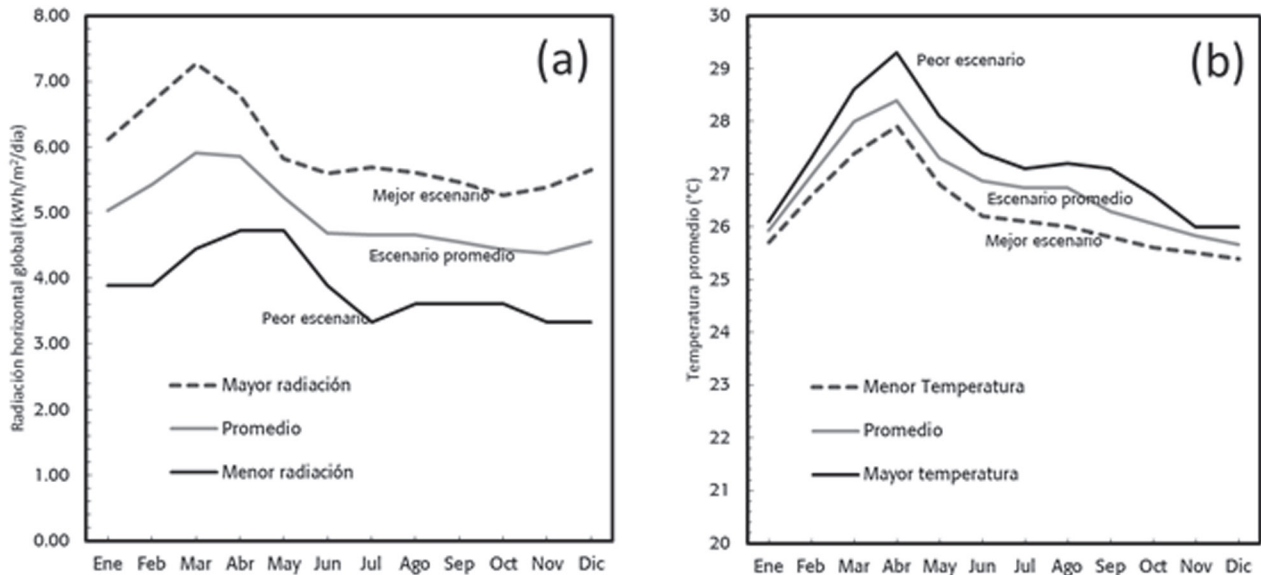 (a)
Radiación horizontal global (kWh/m²/dia)
8.00
7.00
6.00
5.00
4.00
3.00
2.00
1.00
0.00
Mejor escenario
Escenario promedio
Peor escenario
Mayor radiación
Promedio
Menor radiación
Ene Feb Mar Abr May Jun Jul Ago Sep Oct Nov Dic
(b)
Temperatura promedio (°C)
30
29
28
27
26
25
24
23
22
21
20
Peor escenario
Escenario promedio
Mejor escenario
Menor Temperatura
Promedio
Mayor temperatura
Ene Feb Mar Abr May Jun Jul Ago Sep Oct Nov Dic